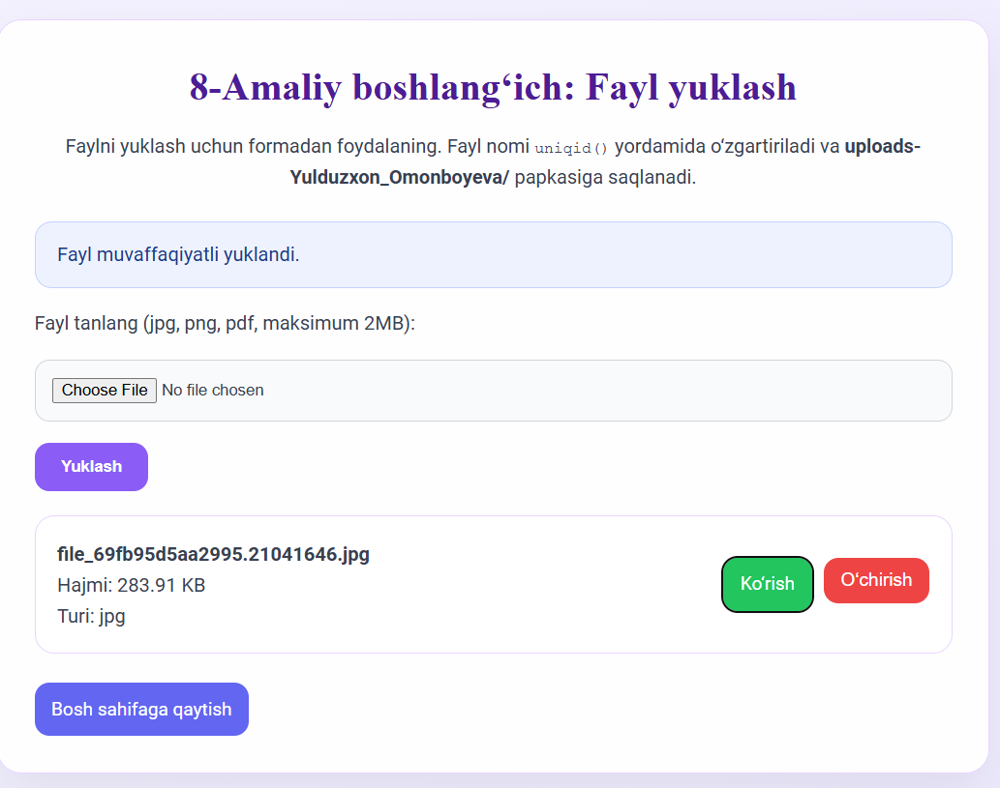 8-Amaliy boshlang‘ich: Fayl yuklash
Faylni yuklash uchun formadan foydalaning. Fayl nomi uniqid() yordamida o‘zgartiriladi va uploads-
Yulduzxon_Omonboyeva/ papkasiga saqlanadi.
Fayl muvaffaqiyatli yuklandi.
Fayl tanlang (jpg, png, pdf, maksimum 2MB):
Choose File No file chosen
Yuklash
file_69fb95d5aa2995.21041646.jpg
Hajmi: 283.91 KB
Turi: jpg
Ko‘rish
O‘chirish
Bosh sahifaga qaytish